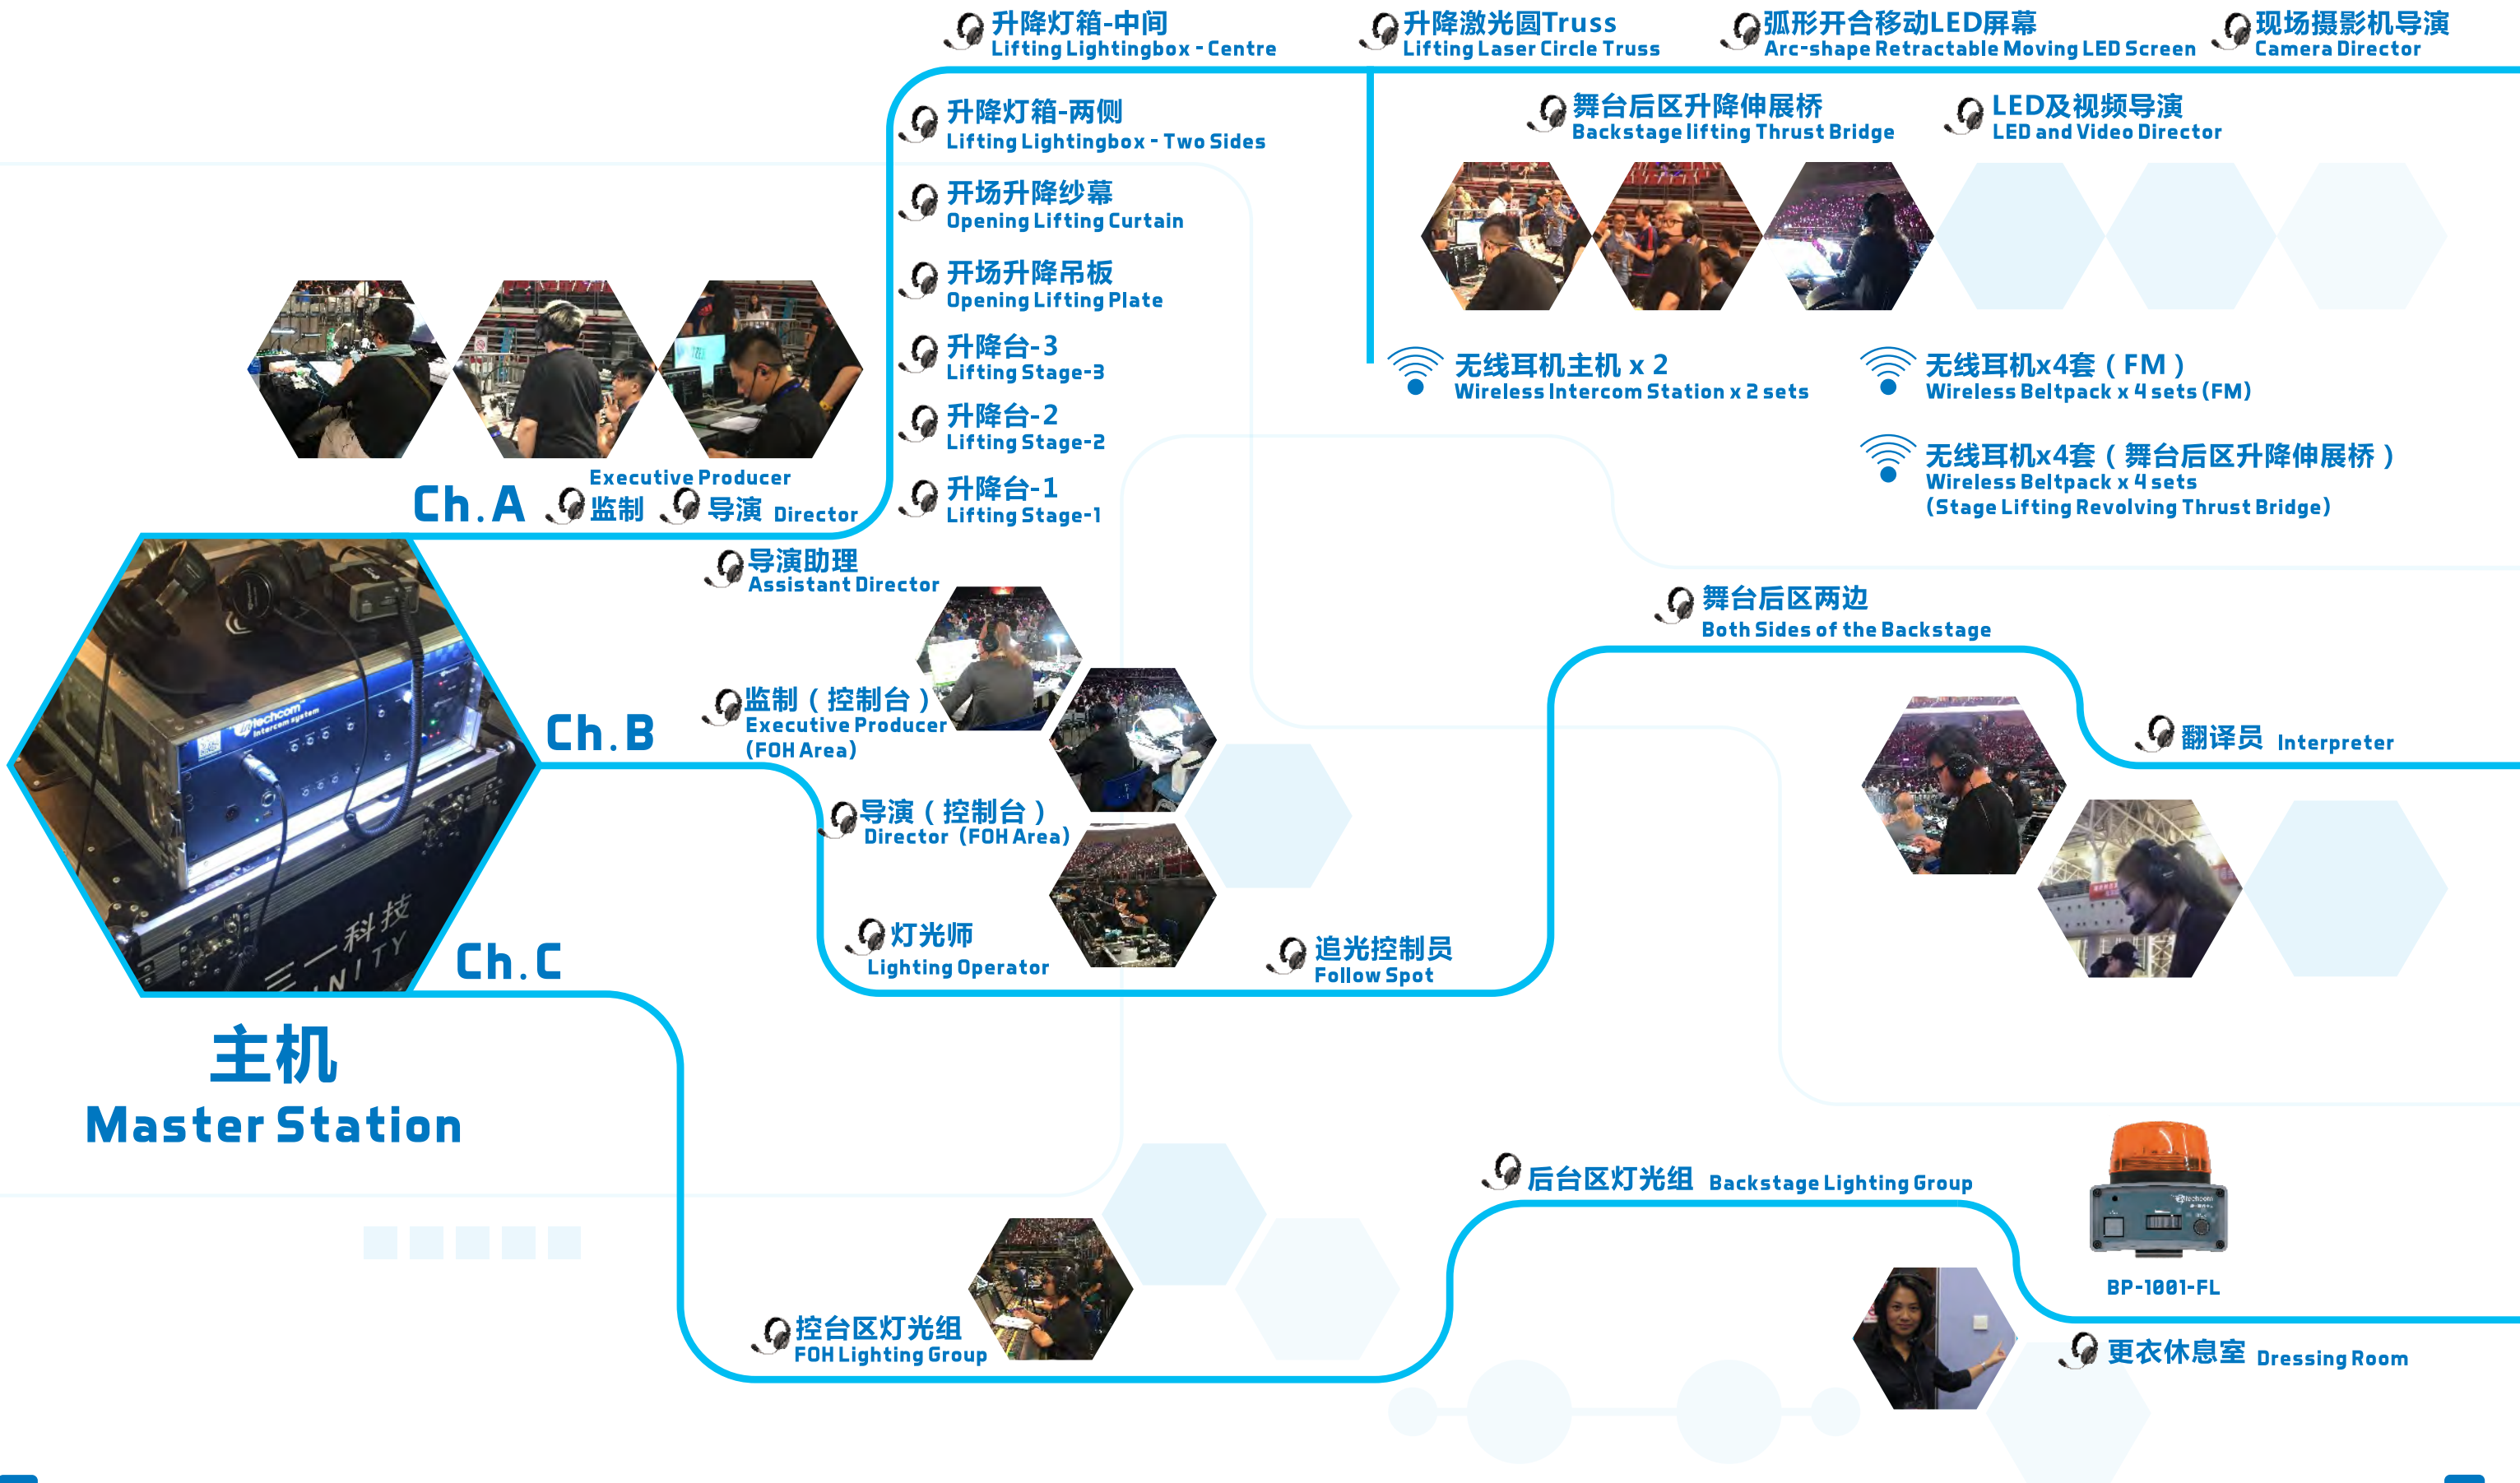 升降灯箱-中间
Lifting Lightingbox - Centre
升降激光圆Truss
Lifting Laser Circle Truss
弧形开合移动LED屏幕
Arc-shape Retractable Moving LED Screen
现场摄影机导演
Camera Director
升降灯箱-两侧
Lifting Lightingbox - Two Sides
舞台后区升降伸展桥
Backstage lifting Thrust Bridge
LED及视频导演
LED and Video Director
开场升降纱幕
Opening Lifting Curtain
开场升降吊板
Opening Lifting Plate
升降台-3
Lifting Stage-3
升降台-2
Lifting Stage-2
升降台-1
Lifting Stage-1
无线耳机主机 x 2
Wireless Intercom Station x 2 sets
无线耳机x4套（FM）
Wireless Beltpack x 4 sets (FM)
无线耳机x4套（舞台后区升降伸展桥）
Wireless Beltpack x 4 sets
(Stage Lifting Revolving Thrust Bridge)
Ch.A
Executive Producer
监制
导演 Director
导演助理
Assistant Director
Ch.B
监制（控制台）
Executive Producer
(FOH Area)
导演（控制台）
Director (FOH Area)
灯光师
Lighting Operator
追光控制员
Follow Spot
舞台后区两边
Both Sides of the Backstage
翻译员 Interpreter
techcom
Intercom system
三一科技
INITY
Ch.C
主机
Master Station
控台区灯光组
FOH Lighting Group
后台区灯光组 Backstage Lighting Group
techcom
BP-1001-FL
更衣休息室 Dressing Room